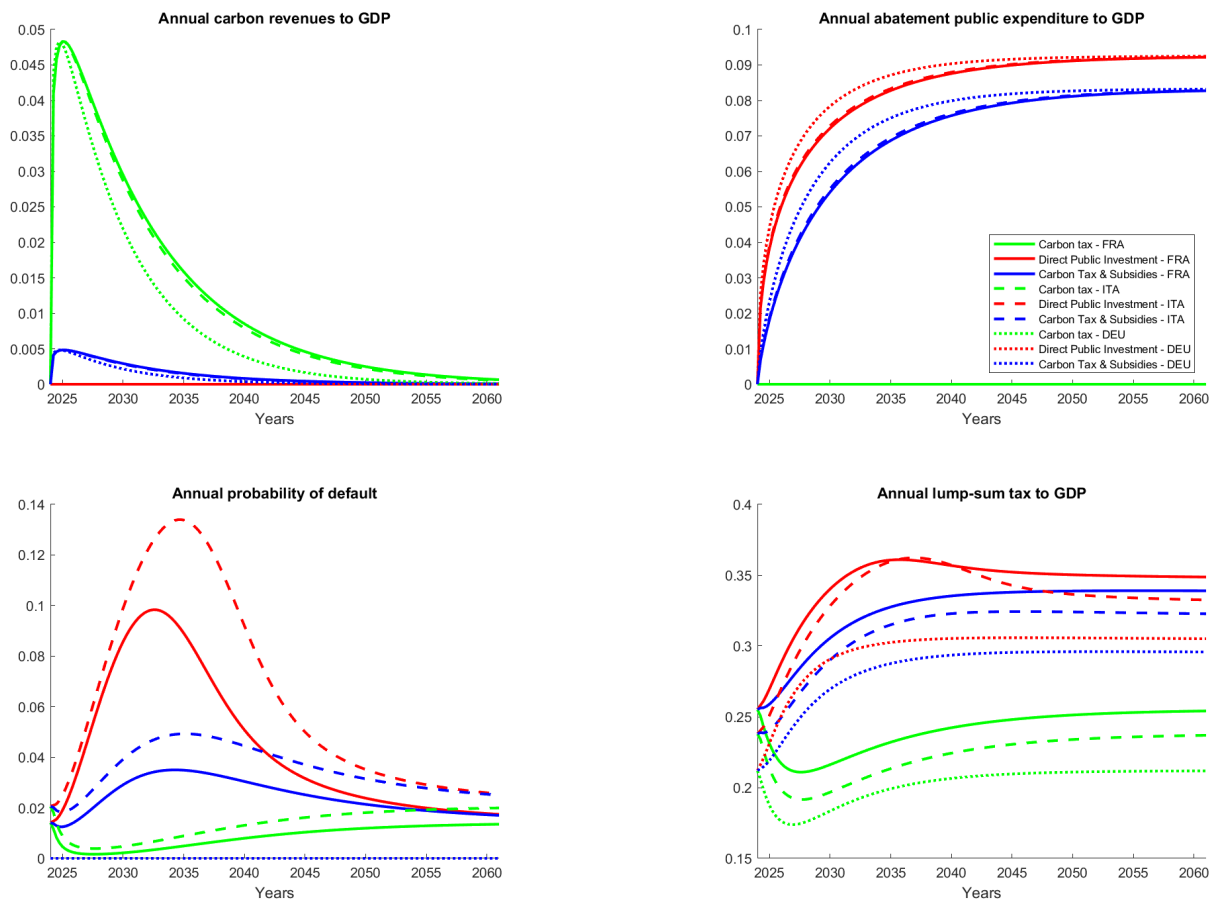 Annual carbon revenues to GDP
0.05
0.045
0.04
0.035
0.03
0.025
0.02
0.015
0.01
0.005
0
2025 2030 2035 2040 2045 2050 2055 2060
Years
Annual abatement public expenditure to GDP
0.1
0.09
0.08
0.07
0.06
0.05
0.04
0.03
0.02
0.01
0
Carbon tax - FRA
Direct Public Investment - FRA
Carbon Tax & Subsidies - FRA
Carbon tax - ITA
Direct Public Investment - ITA
Carbon Tax & Subsidies - ITA
Carbon tax - DEU
Direct Public Investment - DEU
Carbon Tax & Subsidies - DEU
2025 2030 2035 2040 2045 2050 2055 2060
Years
Annual probability of default
0.14
0.12
0.1
0.08
0.06
0.04
0.02
0
2025 2030 2035 2040 2045 2050 2055 2060
Years
Annual lump-sum tax to GDP
0.4
0.35
0.3
0.25
0.2
0.15
2025 2030 2035 2040 2045 2050 2055 2060
Years